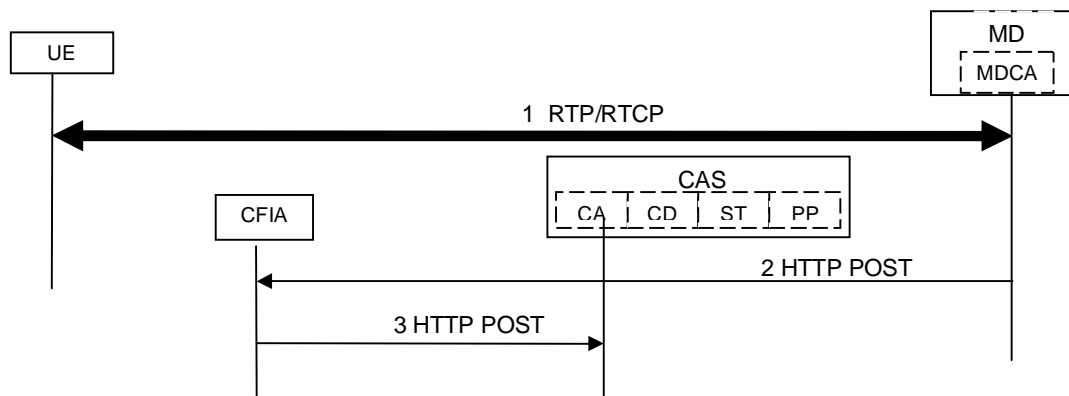 UE
MD
MDCA
1 RTP/RTCP
CAS
CFIA
CA CD ST PP
2 HTTP POST
3 HTTP POST